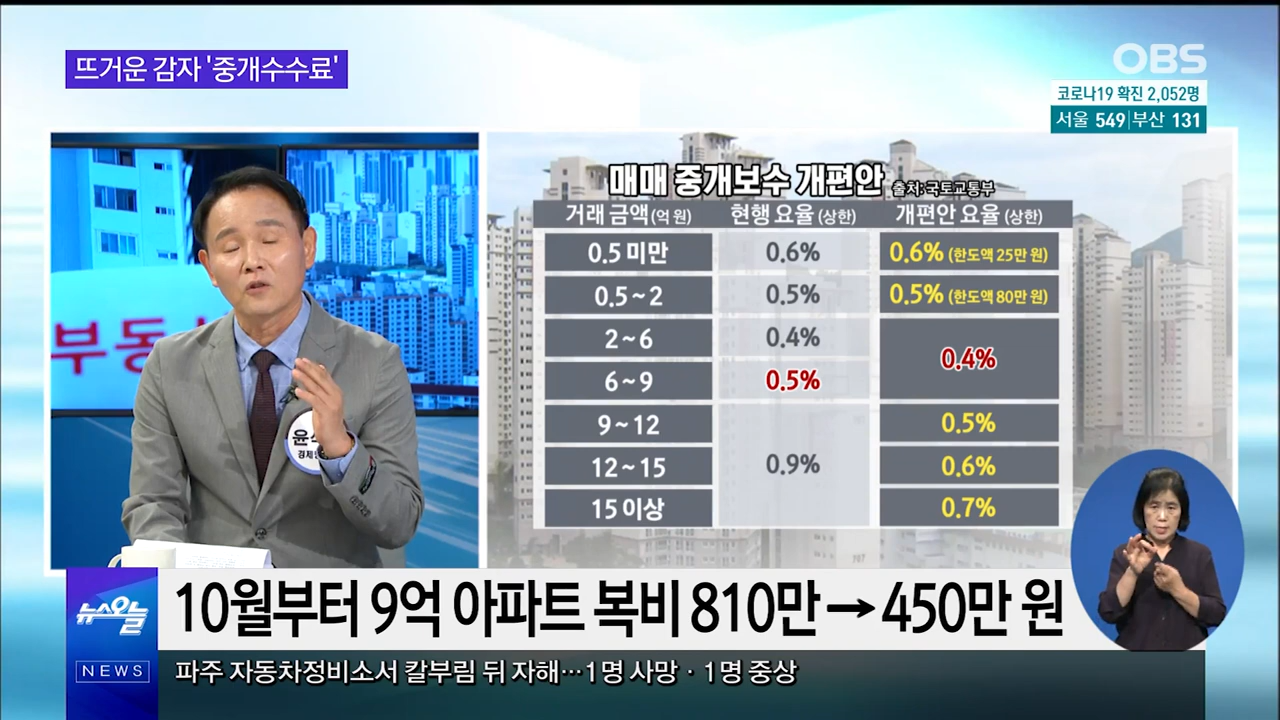 뜨거운 감자 '중개수수료'
OBS
코로나19 확진 2,052명
서울 549 부산 131
매매 중개보수 개편안 출처:국토교통부
거래 금액(억 원) 현행 요율 (상한) 개편안 요율 (상한)
0.5 미만 0.6% 0.6% (한도액 25만 원)
0.5~2 0.5% 0.5% (한도액 80만 원)
2~6 0.4%
0.4%
6~9 0.5%
9~12 0.5%
12~15 0.9% 0.6%
15 이상 0.7%
부동
윤
경제
뉴스오늘
10월부터 9억 아파트 복비 810만→450만 원
NEWS
파주 자동차정비소서 칼부림 뒤 자해…1명 사망·1명 중상